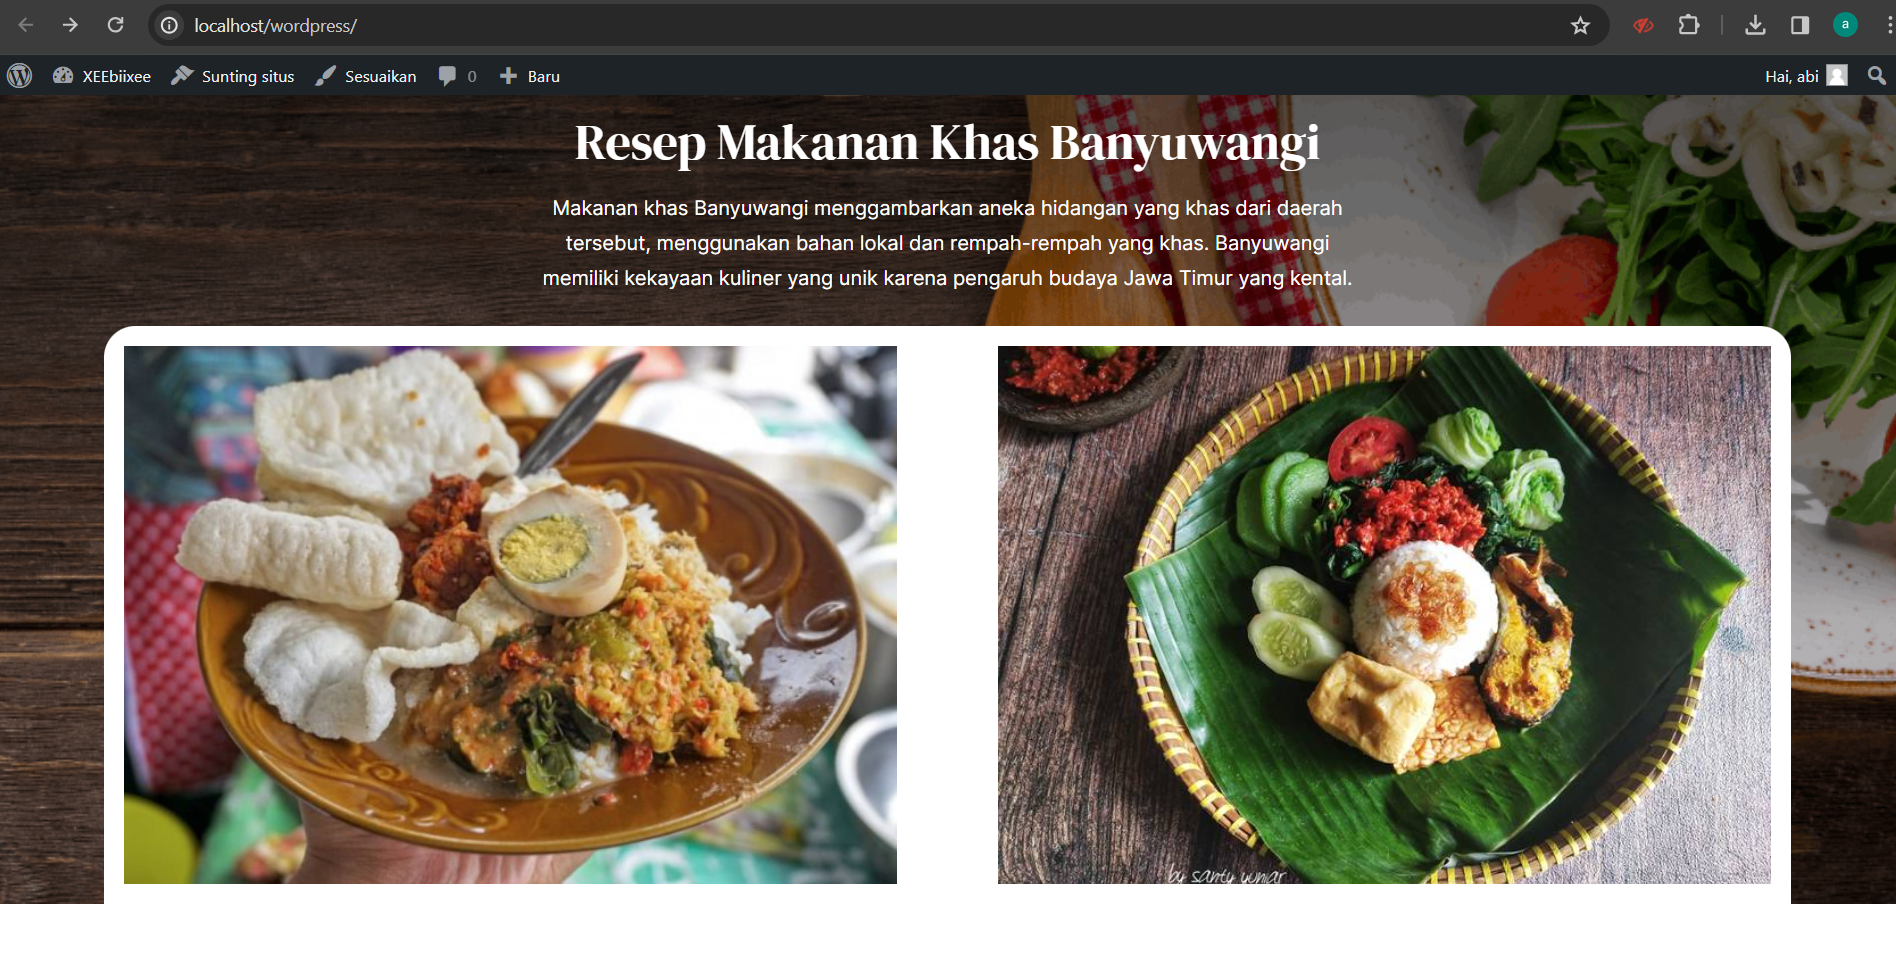 localhost/wordpress/
a
XEEbiixee
Sunting situs
Sesuaikan
0
Baru
Hai, abi
Resep Makanan Khas Banyuwangi
Makanan khas Banyuwangi menggambarkan aneka hidangan yang khas dari daerah
tersebut, menggunakan bahan lokal dan rempah-rempah yang khas. Banyuwangi
memiliki kekayaan kuliner yang unik karena pengaruh budaya Jawa Timur yang kental.
by santy yuniar